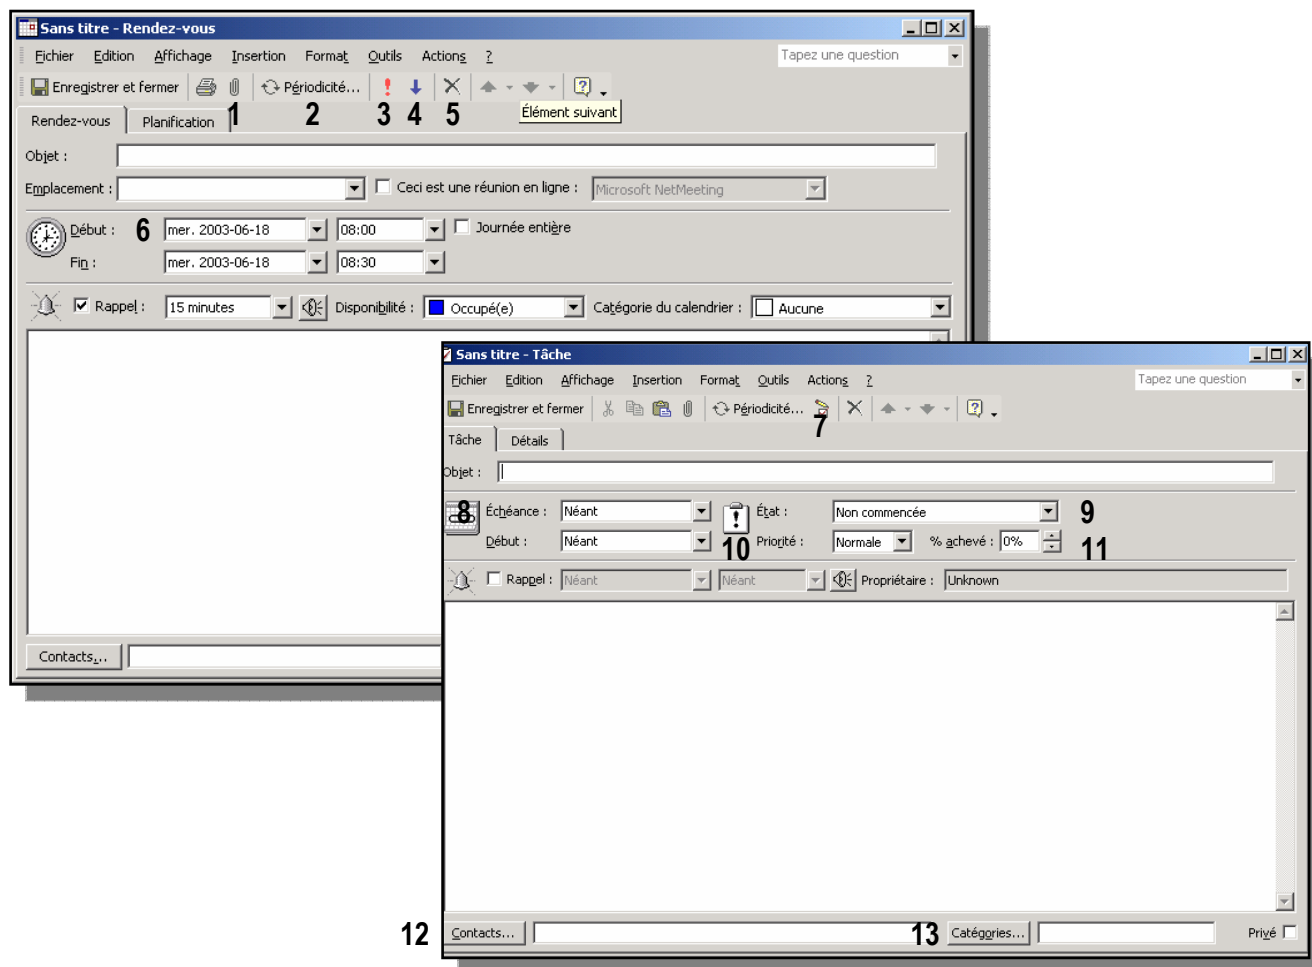 Sans titre - Rendez-vous
Fichier Edition Affichage Insertion Format Outils Actions ? Tapez une question
Enregistrer et fermer Périodicité...
1 2 3 4 5 Élément suivant
Rendez-vous Planification
Objet :
Emplacement : Ceci est une réunion en ligne : Microsoft NetMeeting
Début : 6 mer. 2003-06-18 08:00 Journée entière
Fin : mer. 2003-06-18 08:30
Rappel : 15 minutes Disponibilité : Occupé(e) Catégorie du calendrier : Aucune
Contacts...
Sans titre - Tâche
Fichier Edition Affichage Insertion Format Outils Actions ? Tapez une question
Enregistrer et fermer Périodicité...
7
Tâche Détails
Objet :
8 Échéance : Néant État : Non commencée 9
Début : Néant 10 Priorité : Normale % achevé : 0% 11
Rappel : Néant Néant Propriétaire : Unknown
12 Contacts... 13 Catégories... Privé